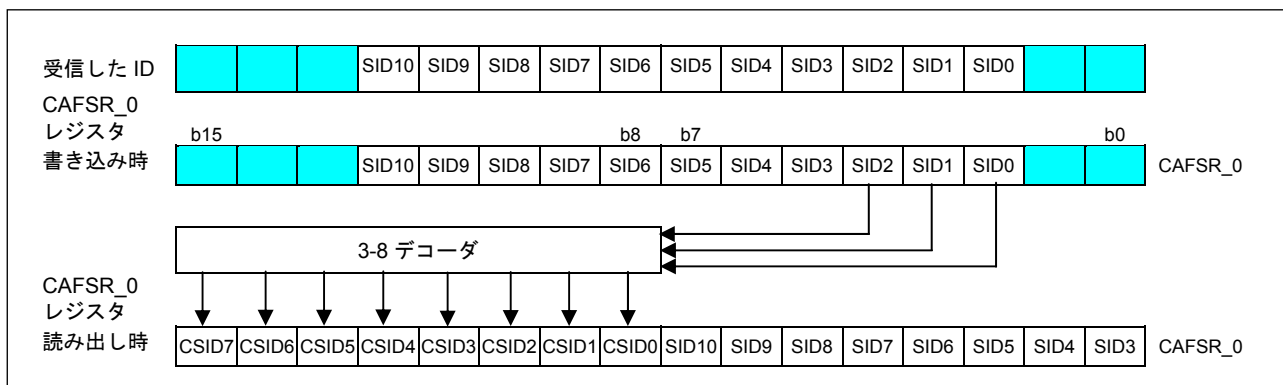 受信した ID
SID10 SID9 SID8 SID7 SID6 SID5 SID4 SID3 SID2 SID1 SID0
CAFSR_0
レジスタ
書き込み時
b15 b8 b7 b0
SID10 SID9 SID8 SID7 SID6 SID5 SID4 SID3 SID2 SID1 SID0 CAFSR_0
3-8 デコーダ
CAFSR_0
レジスタ
読み出し時
CSID7 CSID6 CSID5 CSID4 CSID3 CSID2 CSID1 CSID0 SID10 SID9 SID8 SID7 SID6 SID5 SID4 SID3 CAFSR_0